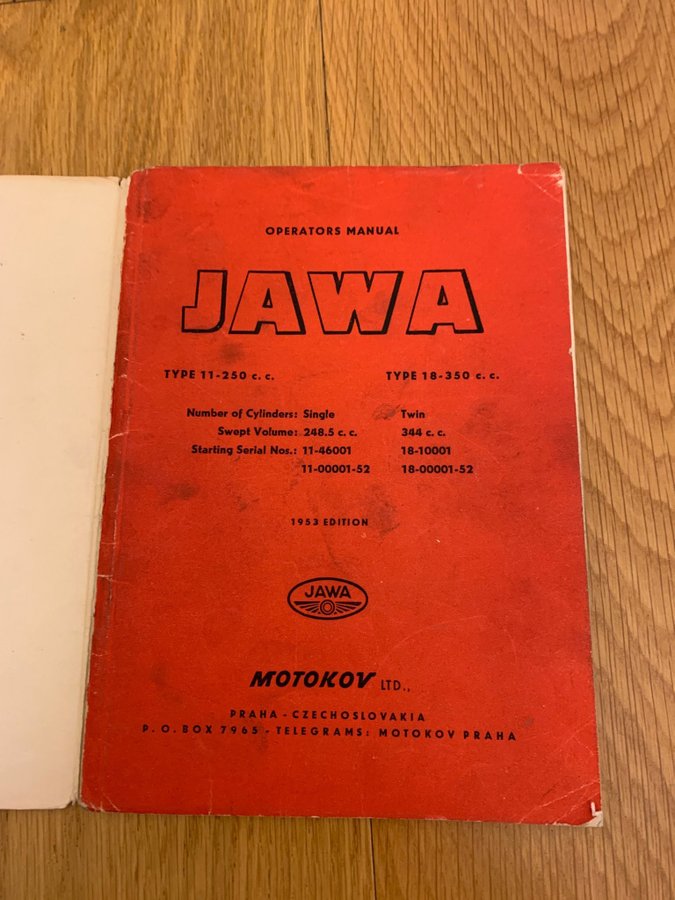 OPERATORS MANUAL
JAWA
TYPE 11-250 c. c. TYPE 18-350 c. c.
Number of Cylinders: Single Twin
Swept Volume: 248.5 c. c. 344 c. c.
Starting Serial Nos.: 11-46001 18-10001
11-00001-52 18-00001-52
1953 EDITION
JAWA
MOTOKOV LTD.,
PRAHA - CZECHOSLOVAKIA
P. O. BOX 7965 - TELEGRAMS: MOTOKOV PRAHA